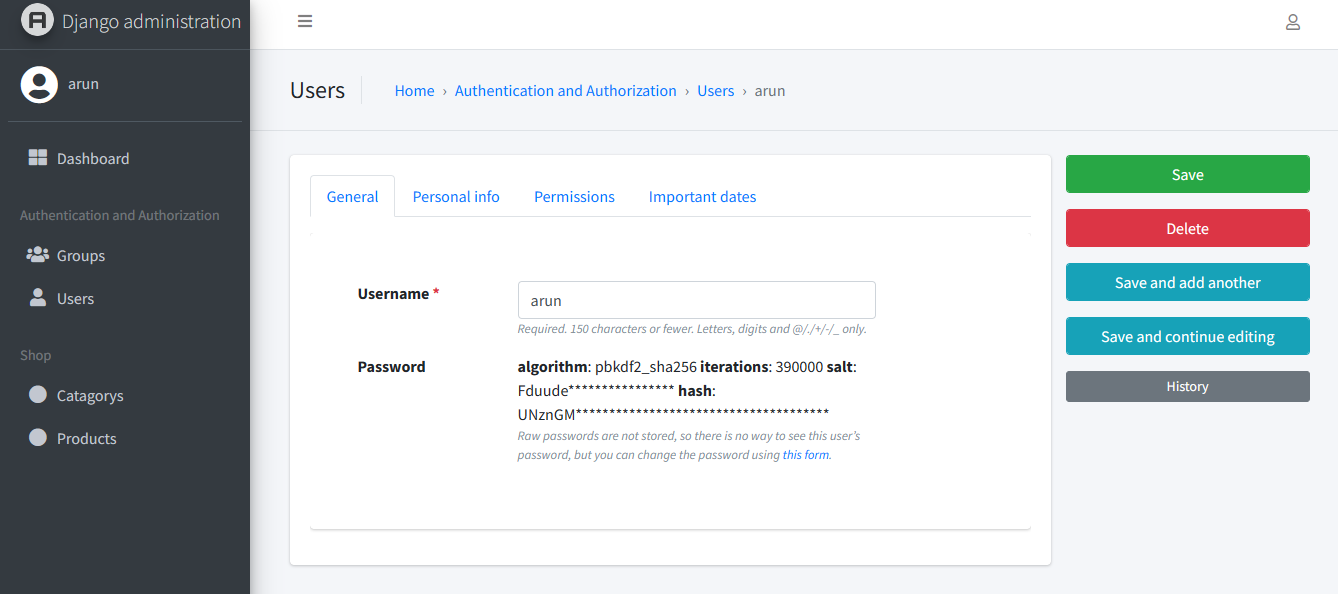 Django administration
arun
Dashboard
Authentication and Authorization
Groups
Users
Shop
Catagorys
Products
Users
Home › Authentication and Authorization › Users › arun
General Personal info Permissions Important dates
Username *
arun
Required. 150 characters or fewer. Letters, digits and @/./+/-/_ only.
Password
algorithm: pbkdf2_sha256 iterations: 390000 salt:
Fduude**************** hash:
UNznGM**************************************
Raw passwords are not stored, so there is no way to see this user's
password, but you can change the password using this form.
Save
Delete
Save and add another
Save and continue editing
History